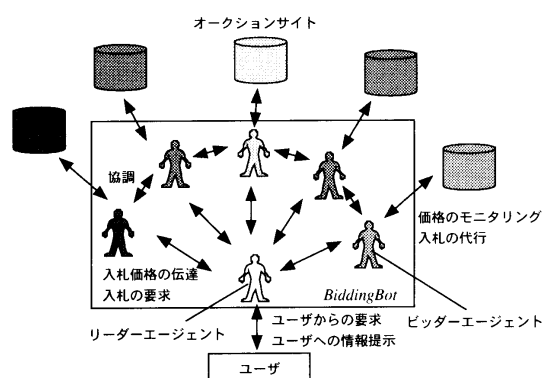 オークションサイト
協調
価格のモニタリング
入札の代行
入札価格の伝達
入札の要求
BiddingBot
リーダーエージェント
ユーザからの要求
ユーザへの情報提示
ビッダーエージェント
ユーザ